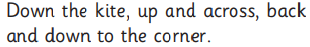 Down the kite, up and across, back
and down to the corner.